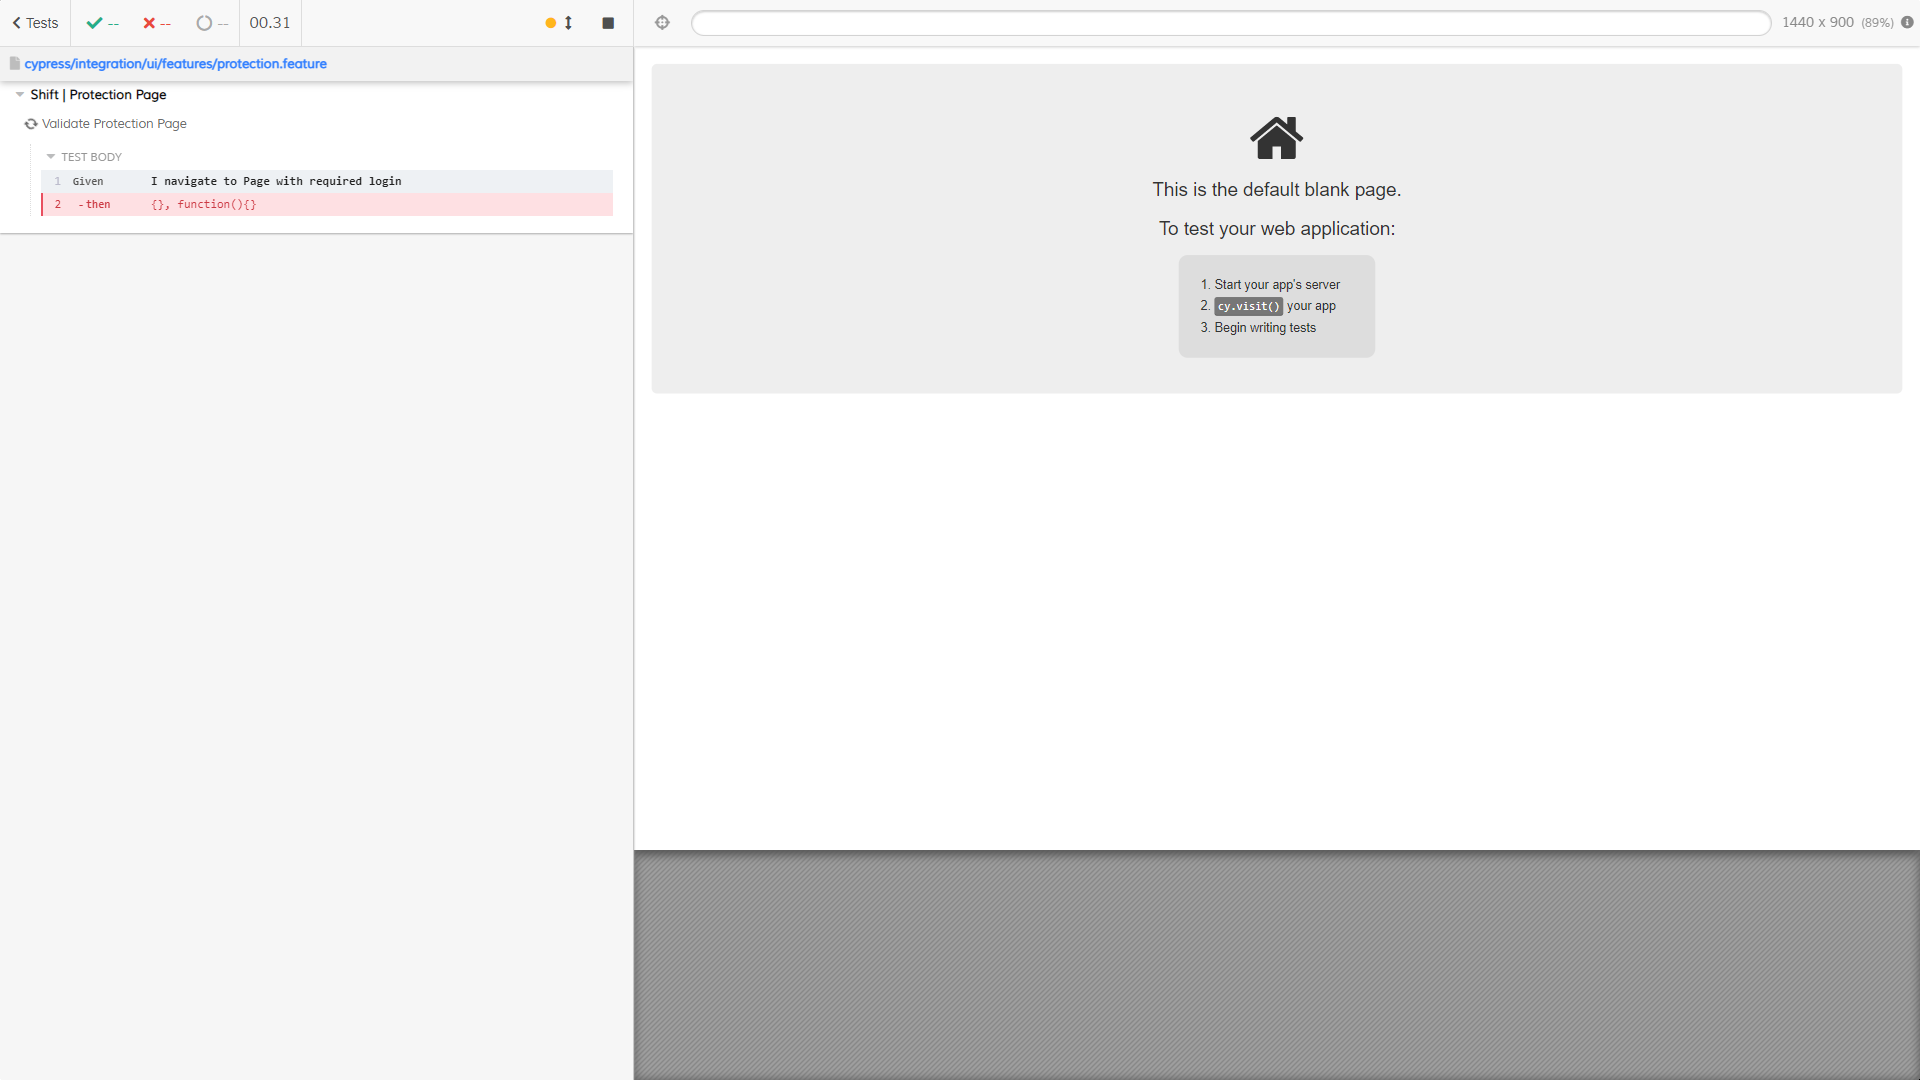 Tests -- -- -- 00.31
cypress/integration/ui/features/protection.feature
Shift | Protection Page
Validate Protection Page
TEST BODY
1 Given I navigate to Page with required login
2 -then {}, function(){}
1440 x 900 (89%)
This is the default blank page.
To test your web application:
1. Start your app's server
2. cy.visit() your app
3. Begin writing tests